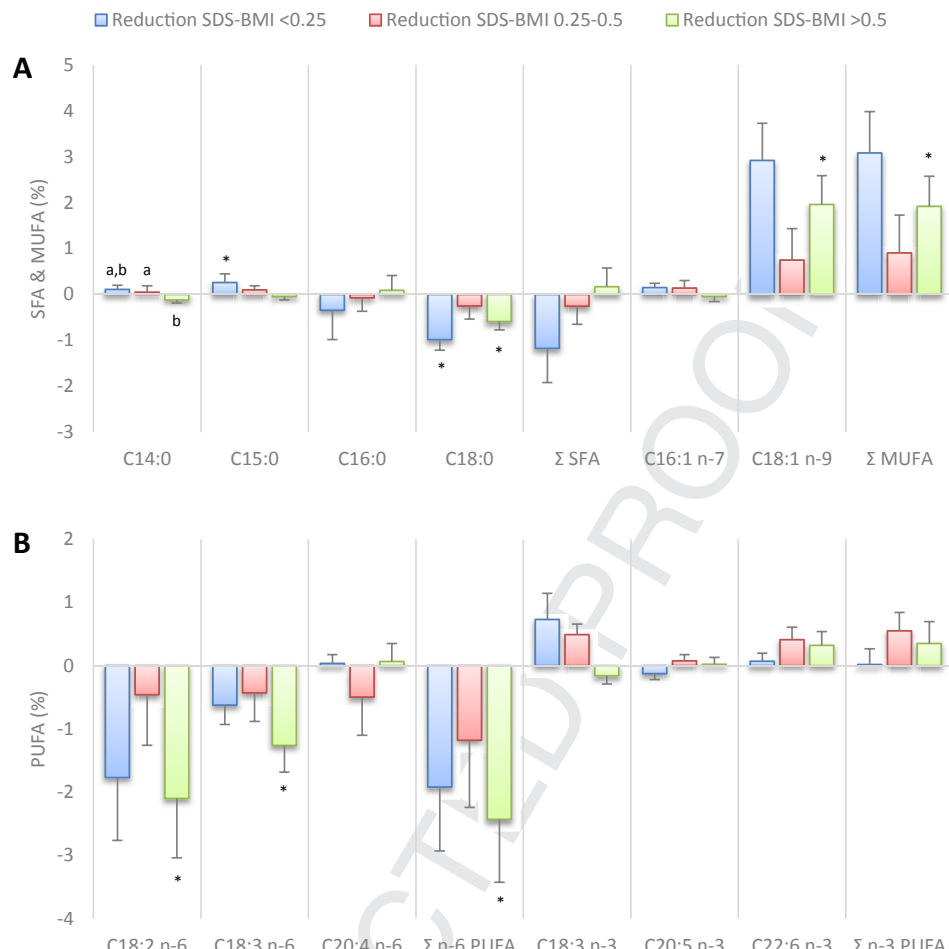 Reduction SDS-BMI <0.25 Reduction SDS-BMI 0.25-0.5 Reduction SDS-BMI >0.5
A
SFA & MUFA (%)
5
4
3
2
1
0
-1
-2
-3
a,b a b
*
* *
*
*
C14:0 C15:0 C16:0 C18:0 Σ SFA C16:1 n-7 C18:1 n-9 Σ MUFA
B
PUFA (%)
2
1
0
-1
-2
-3
-4
*
*
*
C18:2 n-6 C18:3 n-6 C20:4 n-6 Σ n-6 PUFA C18:3 n-3 C20:5 n-3 C22:6 n-3 Σ n-3 PUFA
CTED PROO